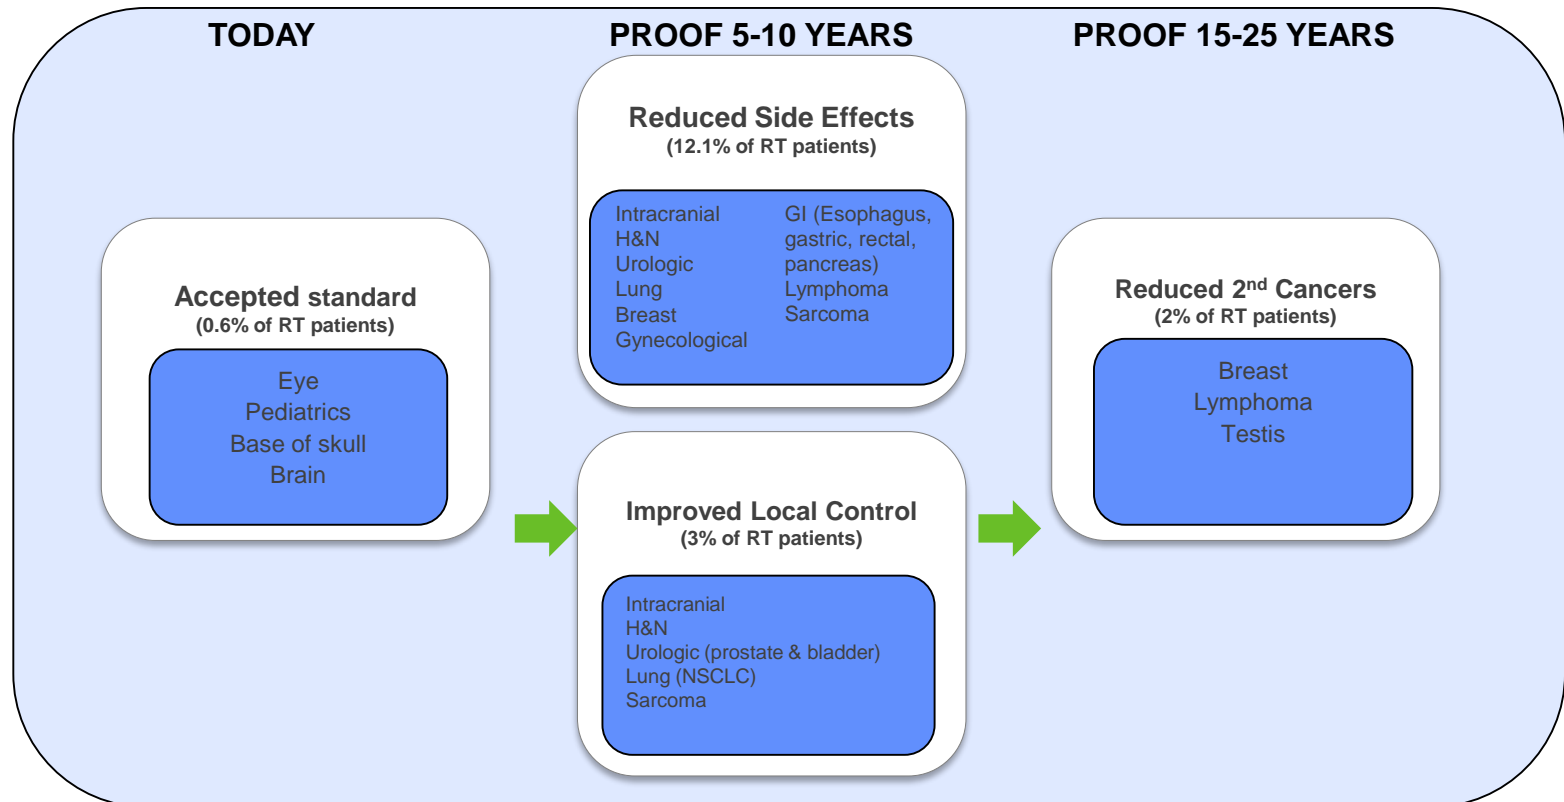 TODAY
PROOF 5-10 YEARS
PROOF 15-25 YEARS
Accepted standard
(0.6% of RT patients)
Eye
Pediatrics
Base of skull
Brain
Reduced Side Effects
(12.1% of RT patients)
Intracranial
H&N
Urologic
Lung
Breast
Gynecological
GI (Esophagus,
gastric, rectal,
pancreas)
Lymphoma
Sarcoma
Improved Local Control
(3% of RT patients)
Intracranial
H&N
Urologic (prostate & bladder)
Lung (NSCLC)
Sarcoma
Reduced 2nd Cancers
(2% of RT patients)
Breast
Lymphoma
Testis